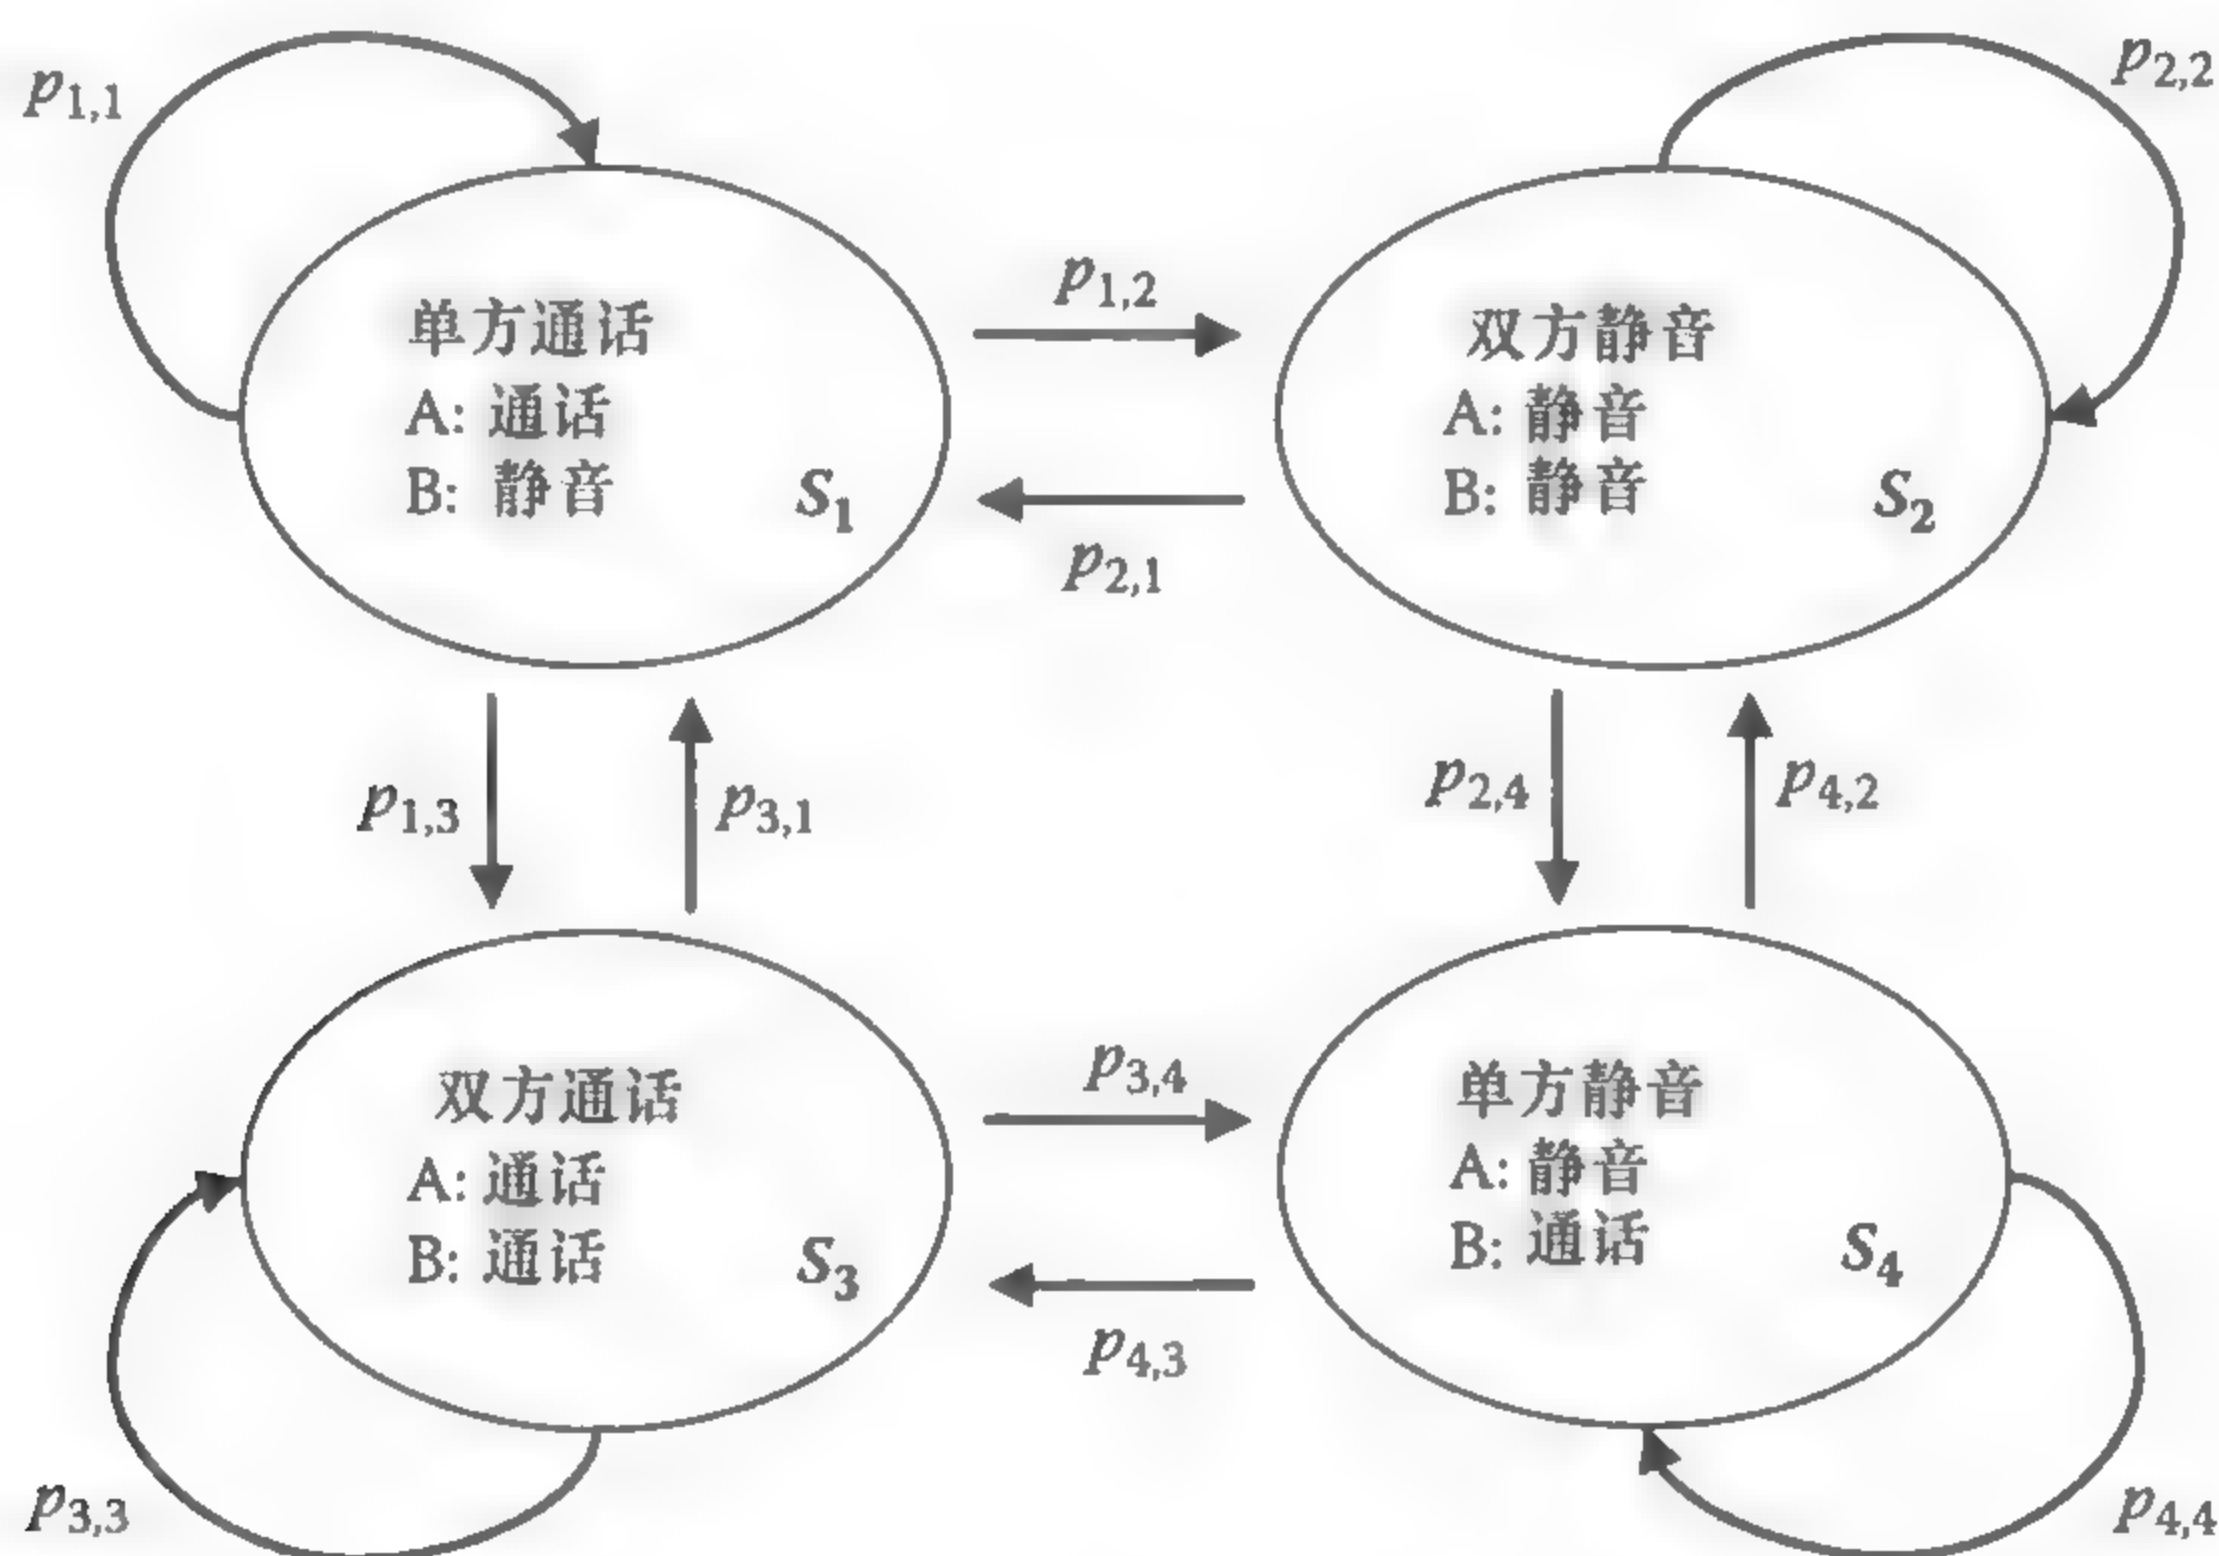 p1,1
p2,2
单方通话
A: 通话
B: 静音
S1
p1,2
p2,1
双方静音
A: 静音
B: 静音
S2
p1,3
p3,1
p2,4
p4,2
双方通话
A: 通话
B: 通话
S3
p3,4
p4,3
单方静音
A: 静音
B: 通话
S4
p3,3
p4,4